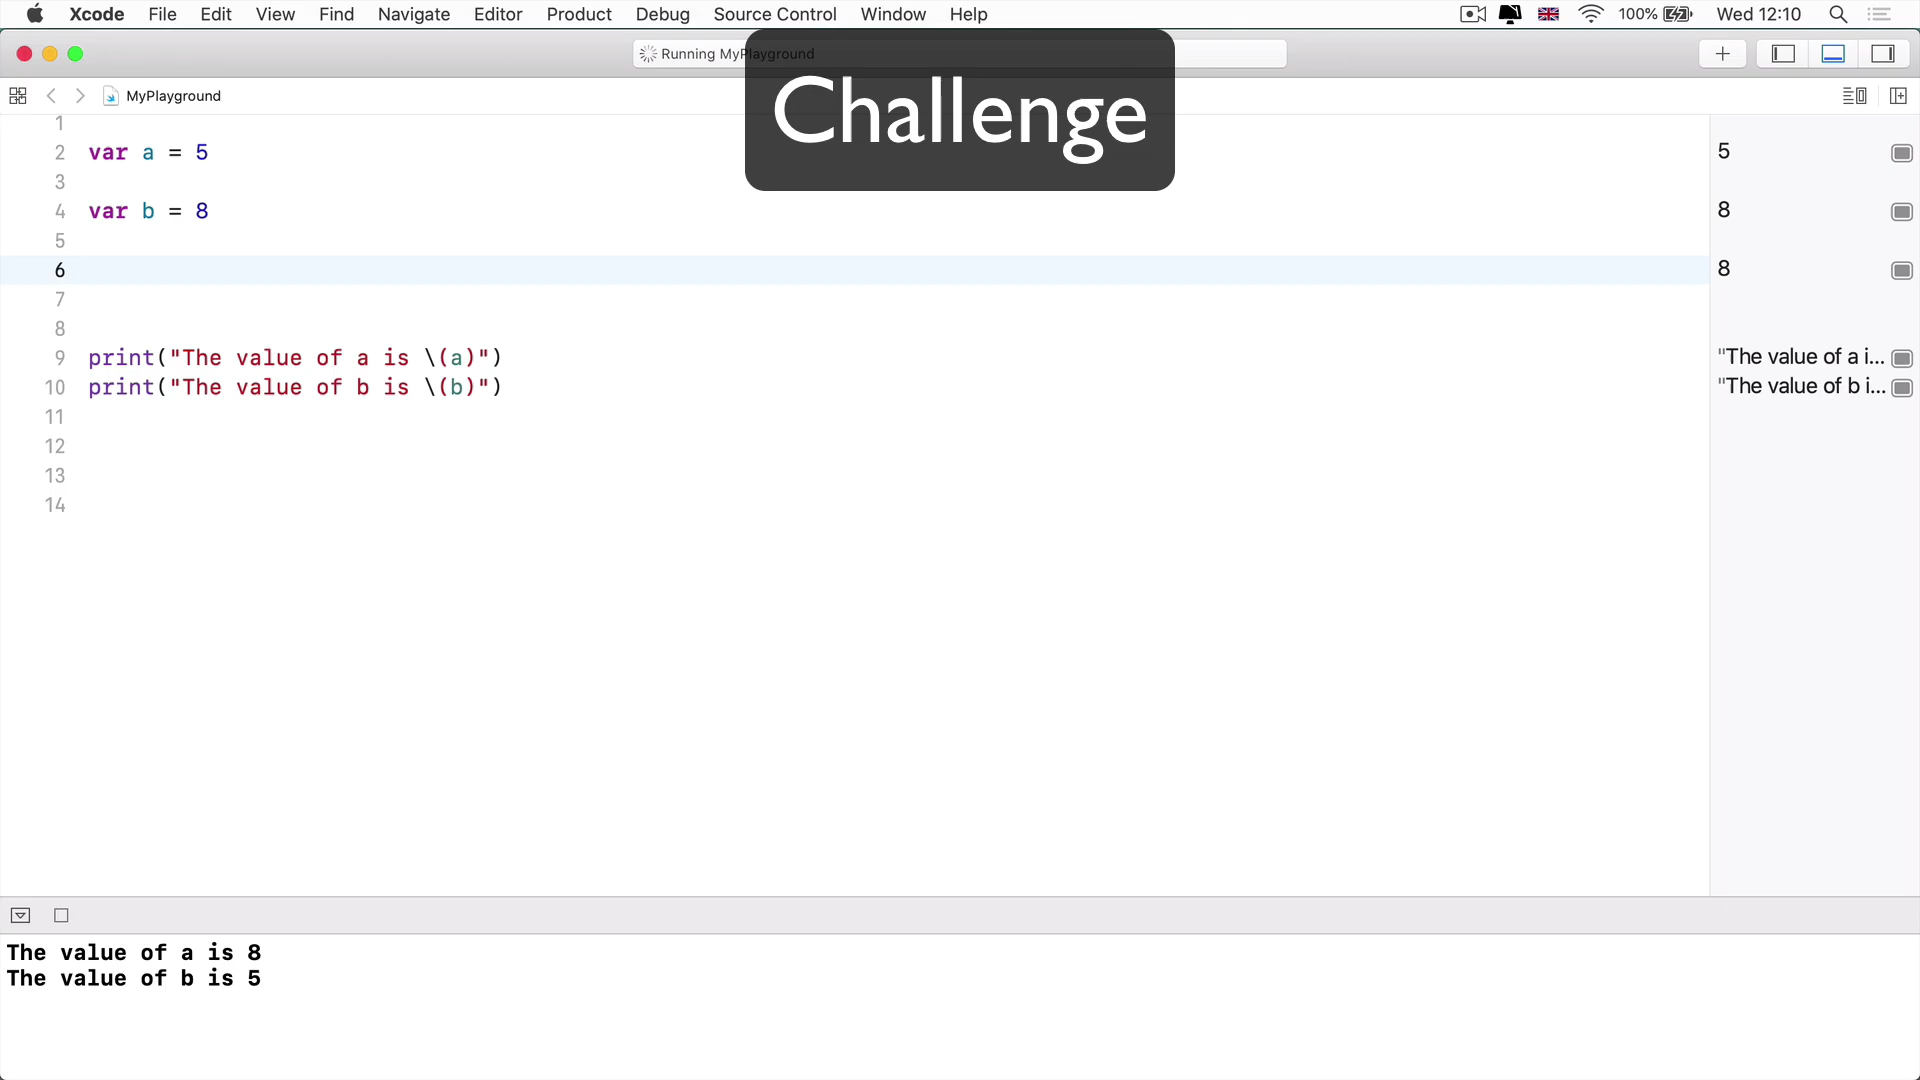 Xcode File Edit View Find Navigate Editor Product Debug Source Control Window Help 100% Wed 12:10
Running MyPlayground
Challenge
MyPlayground
1
2 var a = 5 5
3
4 var b = 8 8
5
6 8
7
8
9 print("The value of a is \(a)") "The value of a i...
10 print("The value of b is \(b)") "The value of b i...
11
12
13
14
The value of a is 8
The value of b is 5